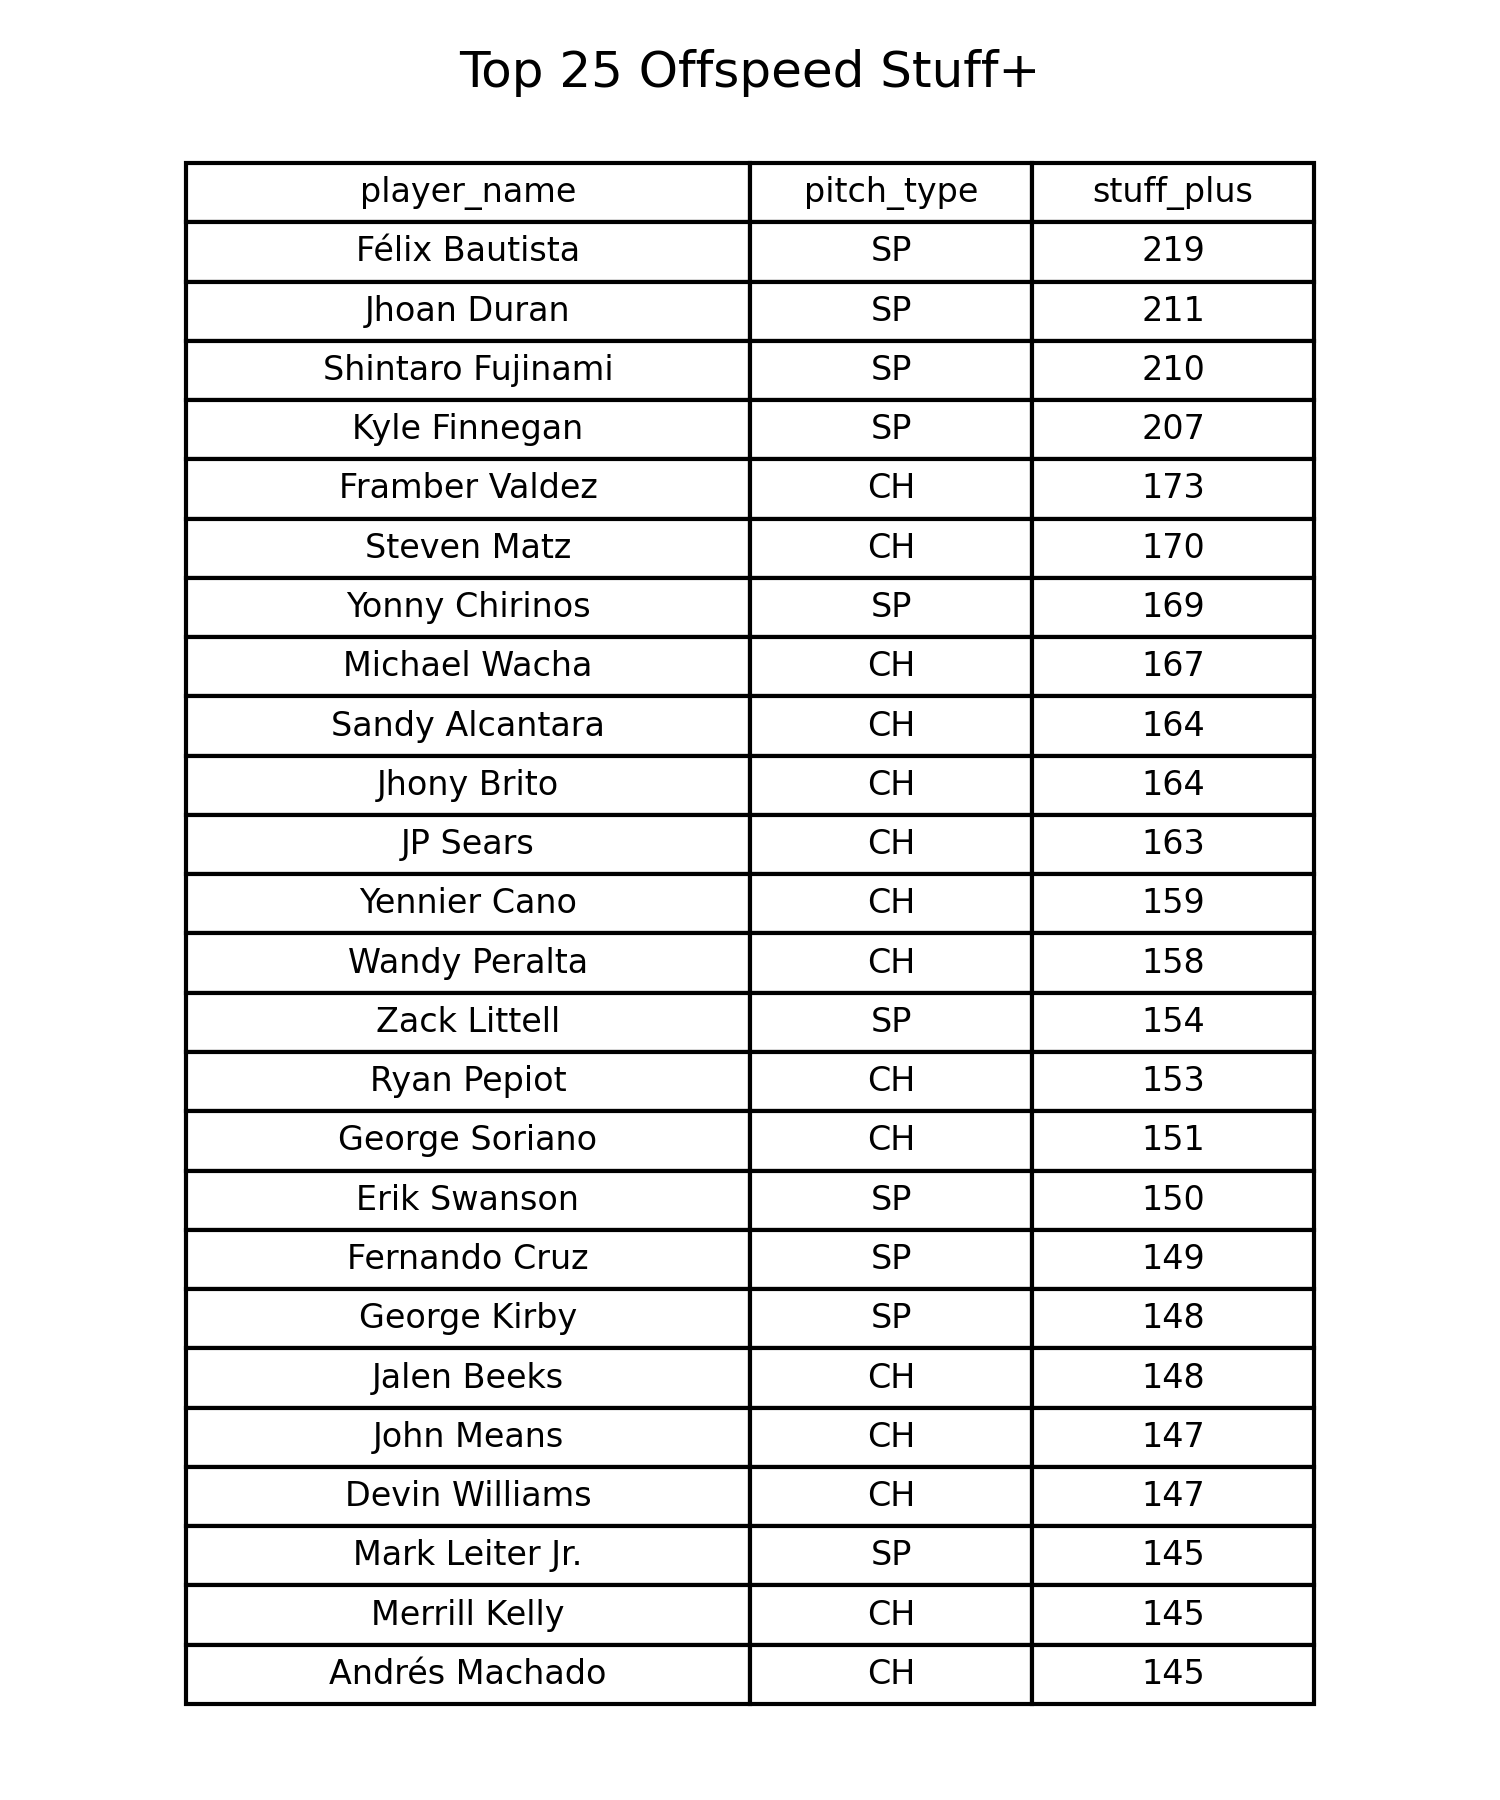 Top 25 Offspeed Stuff+
player_name pitch_type stuff_plus
Félix Bautista SP 219
Jhoan Duran SP 211
Shintaro Fujinami SP 210
Kyle Finnegan SP 207
Framber Valdez CH 173
Steven Matz CH 170
Yonny Chirinos SP 169
Michael Wacha CH 167
Sandy Alcantara CH 164
Jhony Brito CH 164
JP Sears CH 163
Yennier Cano CH 159
Wandy Peralta CH 158
Zack Littell SP 154
Ryan Pepiot CH 153
George Soriano CH 151
Erik Swanson SP 150
Fernando Cruz SP 149
George Kirby SP 148
Jalen Beeks CH 148
John Means CH 147
Devin Williams CH 147
Mark Leiter Jr. SP 145
Merrill Kelly CH 145
Andrés Machado CH 145